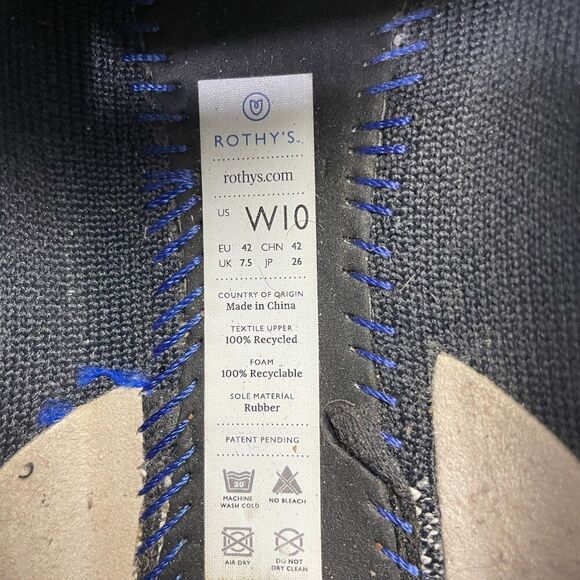 ROTHY'S™
rothys.com
US W10
EU 42 CHN 42
UK 7.5 JP 26
COUNTRY OF ORIGIN
Made in China
TEXTILE UPPER
100% Recycled
FOAM
100% Recyclable
SOLE MATERIAL
Rubber
PATENT PENDING
30
MACHINE NO BLEACH
WASH COLD
AIR DRY DO NOT
DRY CLEAN